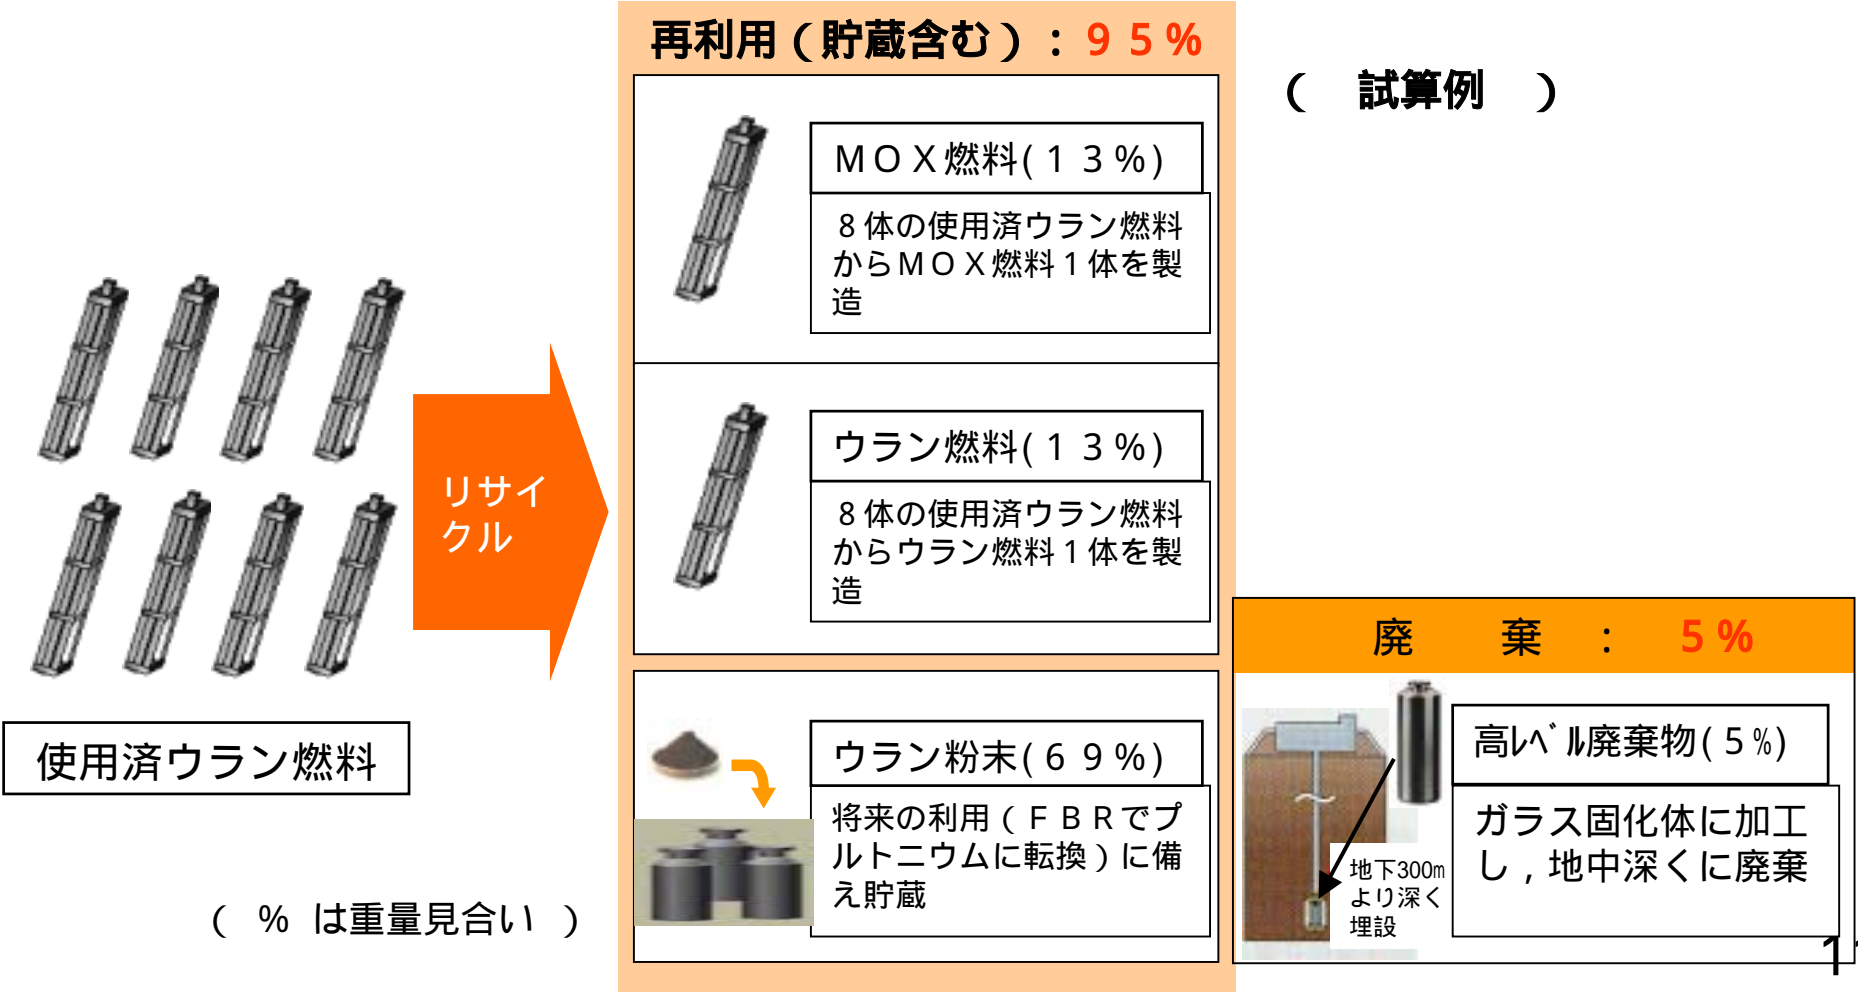 再利用（貯蔵含む）：９５％
（　試算例　）
ＭＯＸ燃料(１３％)
８体の使用済ウラン燃料
からＭＯＸ燃料１体を製
造
ウラン燃料(１３％)
８体の使用済ウラン燃料
からウラン燃料１体を製
造
リサイ
クル
使用済ウラン燃料
（　％ は重量見合い　）
ウラン粉末(６９％)
将来の利用（ＦＢＲでプ
ルトニウムに転換）に備
え貯蔵
廃　棄　：　５％
高ﾚﾍﾞﾙ廃棄物(５％)
ガラス固化体に加工
し，地中深くに廃棄
地下300m
より深く
埋設